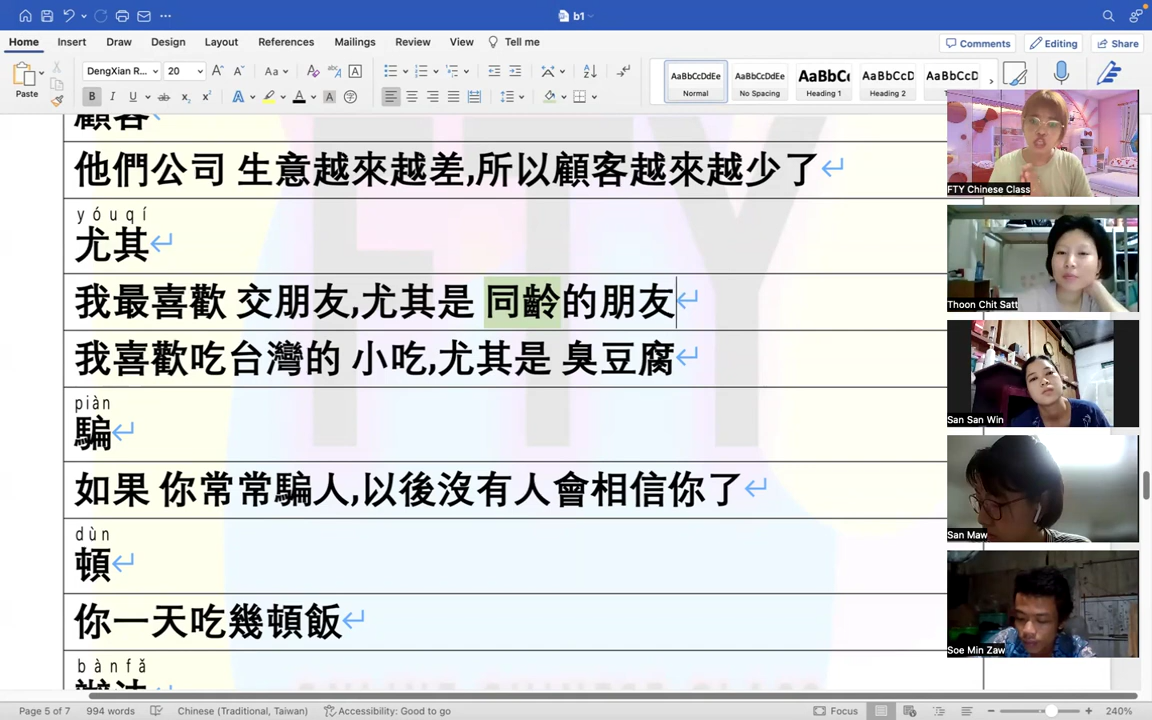 b1
Home Insert Draw Design Layout References Mailings Review View Tell me Comments Editing Share
Paste DengXian R... 20 Aa AaBbCcDdEe Normal AaBbCcDdEe No Spacing AaBbCc Heading 1 AaBbCcD Heading 2 AaBbCcD
顧客
他們公司 生意越來越差,所以顧客越來越少了
yóuqí
尤其
我最喜歡 交朋友,尤其是 同齡的朋友
我喜歡吃台灣的 小吃,尤其是 臭豆腐
piàn
騙
如果 你常常騙人,以後沒有人會相信你了
dùn
頓
你一天吃幾頓飯
bànfǎ
辦法
FTY
FTY Chinese Class
Thoon Chit Satt
San San Win
San Maw
Soe Min Zaw
Page 5 of 7 994 words Chinese (Traditional, Taiwan) Accessibility: Good to go Focus 240%